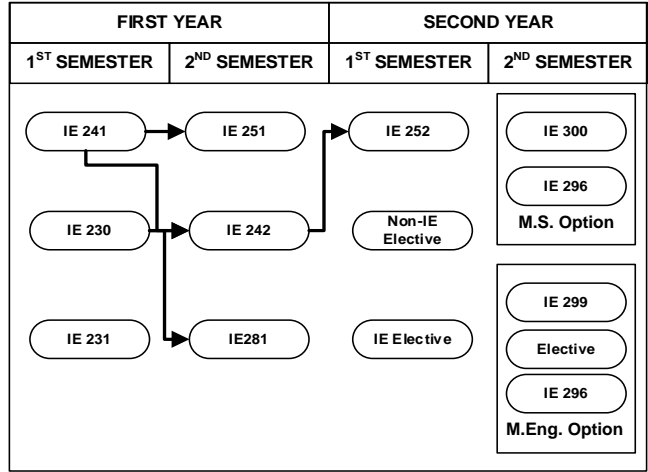 FIRST YEAR
SECOND YEAR
1ST SEMESTER
2ND SEMESTER
1ST SEMESTER
2ND SEMESTER
IE 241
IE 251
IE 252
IE 300
IE 296
M.S. Option
IE 230
IE 242
Non-IE
Elective
IE 231
IE281
IE Elective
IE 299
Elective
IE 296
M.Eng. Option